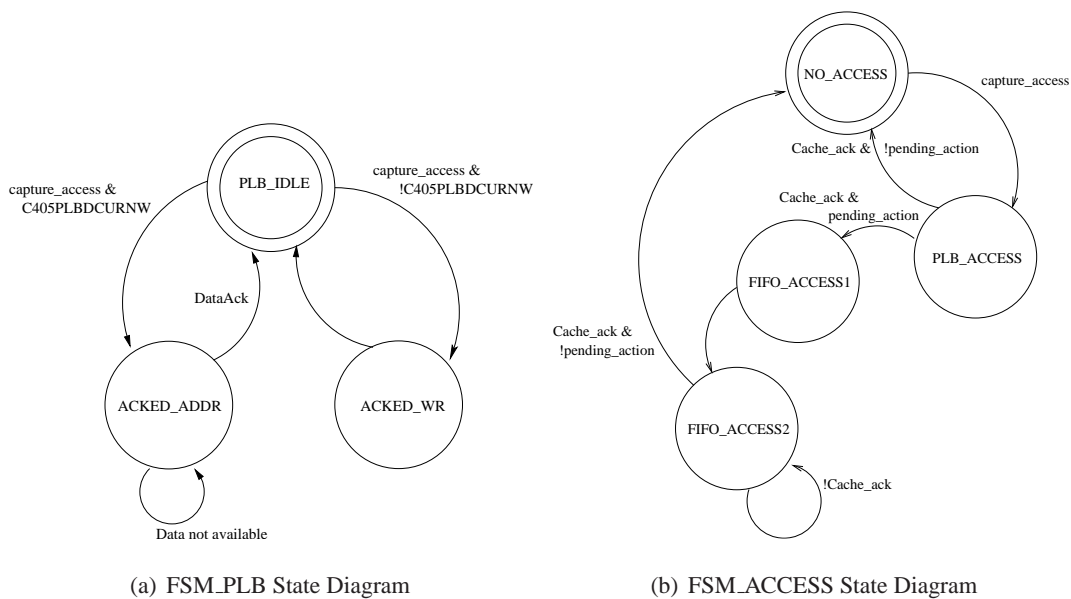 PLB_IDLE
capture_access &
C405PLBDCURNW
capture_access &
!C405PLBDCURNW
DataAck
ACKED_ADDR
ACKED_WR
Data not available
(a) FSM_PLB State Diagram
NO_ACCESS
capture_access
Cache_ack & !pending_action
Cache_ack &
pending_action
PLB_ACCESS
FIFO_ACCESS1
Cache_ack &
!pending_action
FIFO_ACCESS2
!Cache_ack
(b) FSM_ACCESS State Diagram